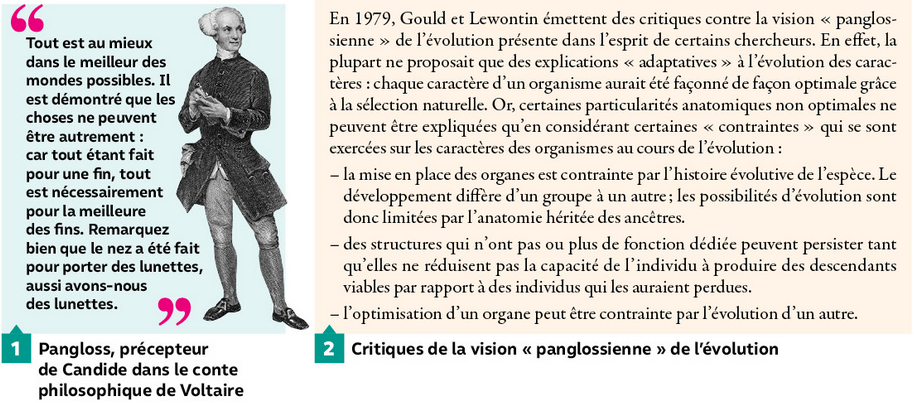 “
Tout est au mieux
dans le meilleur des
mondes possibles. Il
est démontré que les
choses ne peuvent
être autrement :
car tout étant fait
pour une fin, tout
est nécessairement
pour la meilleure
des fins. Remarquez
bien que le nez a été fait
pour porter des lunettes,
aussi avons-nous
des lunettes.
”
1 Pangloss, précepteur
de Candide dans le conte
philosophique de Voltaire
En 1979, Gould et Lewontin émettent des critiques contre la vision « panglos-
sienne » de l’évolution présente dans l’esprit de certains chercheurs. En effet, la
plupart ne proposait que des explications « adaptatives » à l’évolution des carac-
tères : chaque caractère d’un organisme aurait été façonné de façon optimale grâce
à la sélection naturelle. Or, certaines particularités anatomiques non optimales ne
peuvent être expliquées qu’en considérant certaines « contraintes » qui se sont
exercées sur les caractères des organismes au cours de l’évolution :
– la mise en place des organes est contrainte par l’histoire évolutive de l’espèce. Le
développement diffère d’un groupe à un autre ; les possibilités d’évolution sont
donc limitées par l’anatomie héritée des ancêtres.
– des structures qui n’ont pas ou plus de fonction dédiée peuvent persister tant
qu’elles ne réduisent pas la capacité de l’individu à produire des descendants
viables par rapport à des individus qui les auraient perdues.
– l’optimisation d’un organe peut être contrainte par l’évolution d’un autre.
2 Critiques de la vision « panglossienne » de l’évolution